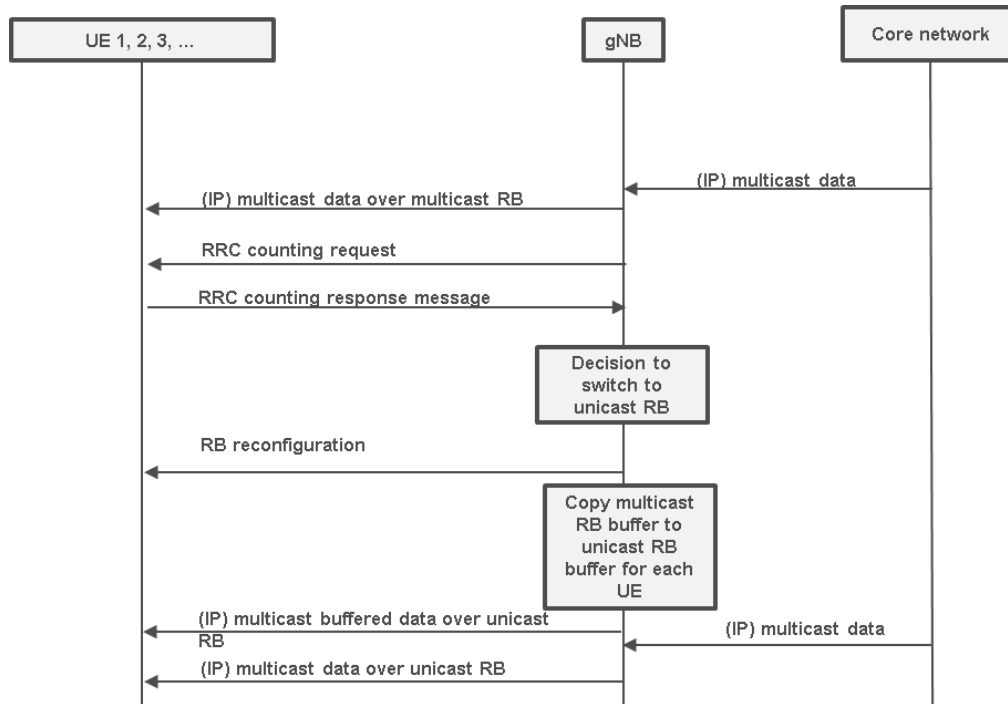 UE 1, 2, 3, ...
gNB
Core network
(IP) multicast data
(IP) multicast data over multicast RB
RRC counting request
RRC counting response message
Decision to
switch to
unicast RB
RB reconfiguration
Copy multicast
RB buffer to
unicast RB
buffer for each
UE
(IP) multicast buffered data over unicast
RB
(IP) multicast data
(IP) multicast data over unicast RB